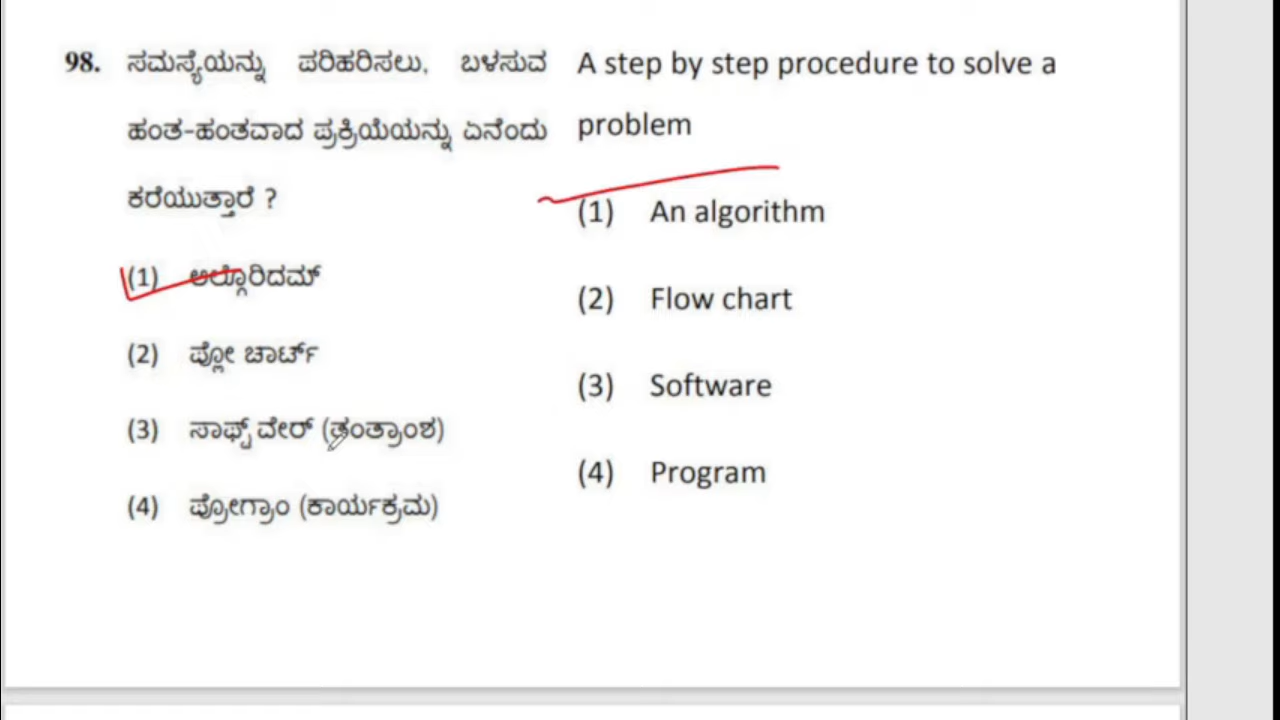 98. ಸಮಸ್ಯೆಯನ್ನು ಪರಿಹರಿಸಲು, ಬಳಸುವ
ಹಂತ-ಹಂತವಾದ ಪ್ರಕ್ರಿಯೆಯನ್ನು ಏನೆಂದು
ಕರೆಯುತ್ತಾರೆ ?
(1) ಅಲ್ಗೊರಿದಮ್
(2) ಫ್ಲೋ ಚಾರ್ಟ್
(3) ಸಾಫ್ಟ್‌ವೇರ್ (ತಂತ್ರಾಂಶ)
(4) ಪ್ರೋಗ್ರಾಂ (ಕಾರ್ಯಕ್ರಮ)
A step by step procedure to solve a
problem
(1) An algorithm
(2) Flow chart
(3) Software
(4) Program